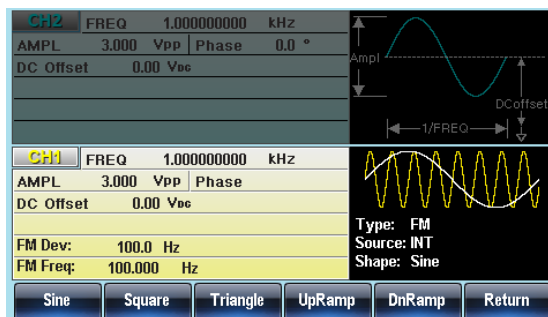 CH2 FREQ 1.000000000 kHz
AMPL 3.000 Vpp Phase 0.0 °
DC Offset 0.00 VDC
Ampl
DCoffset
1/FREQ
CH1 FREQ 1.000000000 kHz
AMPL 3.000 Vpp Phase
DC Offset 0.00 VDC
FM Dev: 100.0 Hz
FM Freq: 100.000 Hz
Type: FM
Source: INT
Shape: Sine
Sine Square Triangle UpRamp DnRamp Return